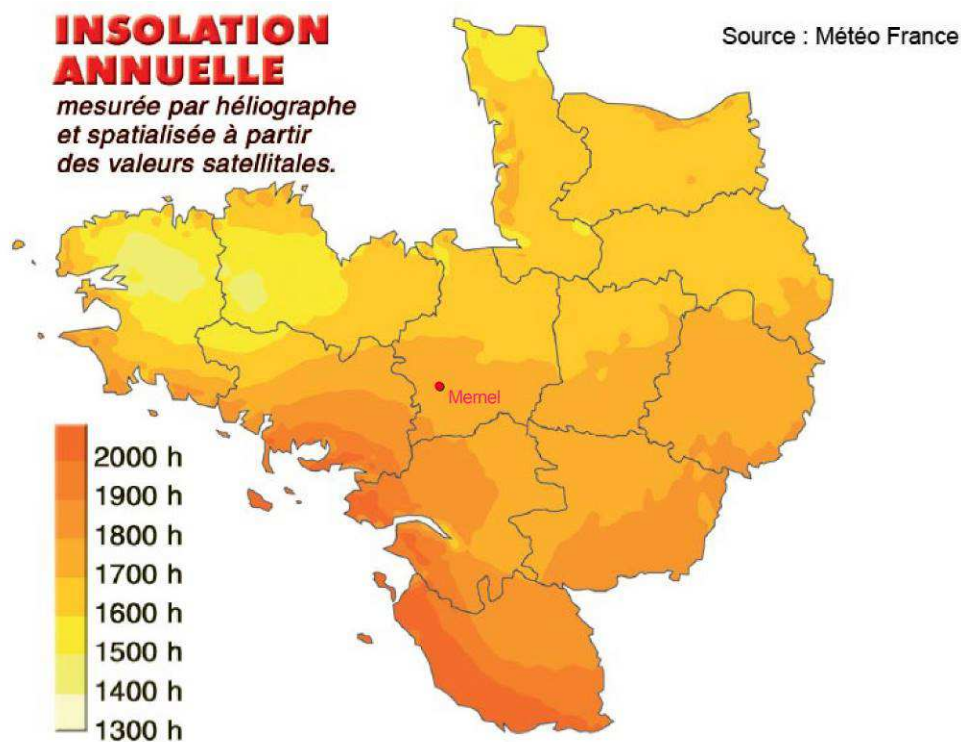 INSOLATION
ANNUELLE
mesurée par héliographe
et spatialisée à partir
des valeurs satellitales.
Source : Météo France
Mernel
2000 h
1900 h
1800 h
1700 h
1600 h
1500 h
1400 h
1300 h